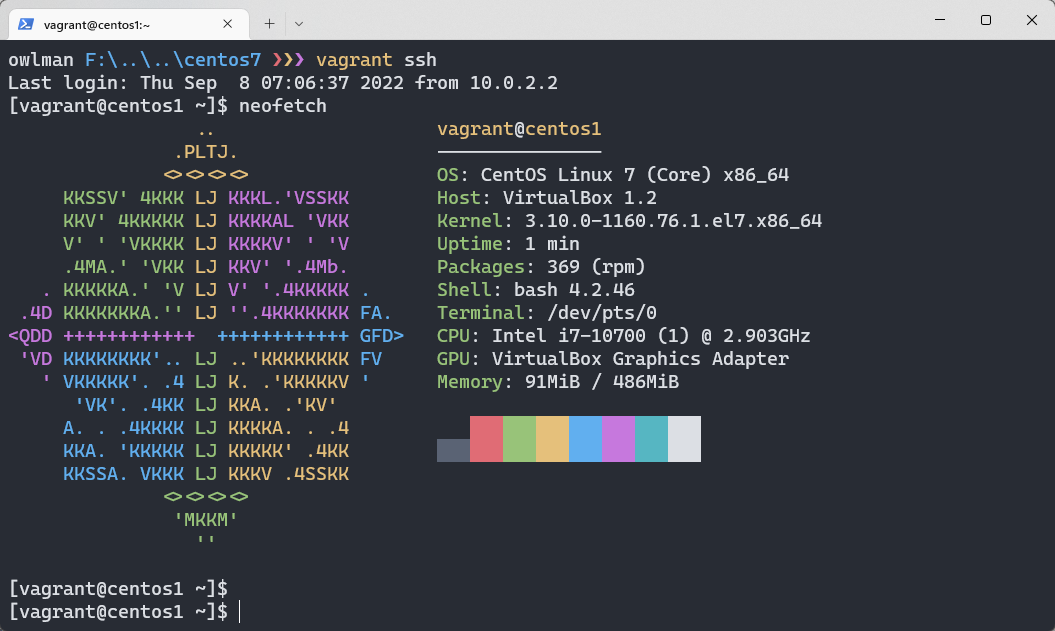 vagrant@centos1:~
owlman F:\..\..\centos7 ❯❯❯ vagrant ssh
Last login: Thu Sep  8 07:06:37 2022 from 10.0.2.2
[vagrant@centos1 ~]$ neofetch
                 ..                    vagrant@centos1
               .PLTJ.                  ───────────────
              <><><><>                 OS: CentOS Linux 7 (Core) x86_64
     KKSSV' 4KKK LJ KKKL.'VSSKK        Host: VirtualBox 1.2
     KKV' 4KKKKK LJ KKKKAL 'VKK        Kernel: 3.10.0-1160.76.1.el7.x86_64
     V' ' 'VKKKK LJ KKKKV' ' 'V        Uptime: 1 min
     .4MA.' 'VKK LJ KKV' '.4Mb.        Packages: 369 (rpm)
   . KKKKKA.' 'V LJ V' '.4KKKKK .      Shell: bash 4.2.46
 .4D KKKKKKKA.'' LJ ''.4KKKKKKK FA.    Terminal: /dev/pts/0
<QDD ++++++++++++  ++++++++++++ GFD>   CPU: Intel i7-10700 (1) @ 2.903GHz
 'VD KKKKKKKK'.. LJ ..'KKKKKKKK FV     GPU: VirtualBox Graphics Adapter
   ' VKKKKK'. .4 LJ K. .'KKKKKV '      Memory: 91MiB / 486MiB
      'VK'. .4KK LJ KKA. .'KV'
     A. . .4KKKK LJ KKKKA. . .4
     KKA. 'KKKKK LJ KKKKK' .4KK
     KKSSA. VKKK LJ KKKV .4SSKK
              <><><><>
               'MKKM'
                 ''
[vagrant@centos1 ~]$
[vagrant@centos1 ~]$